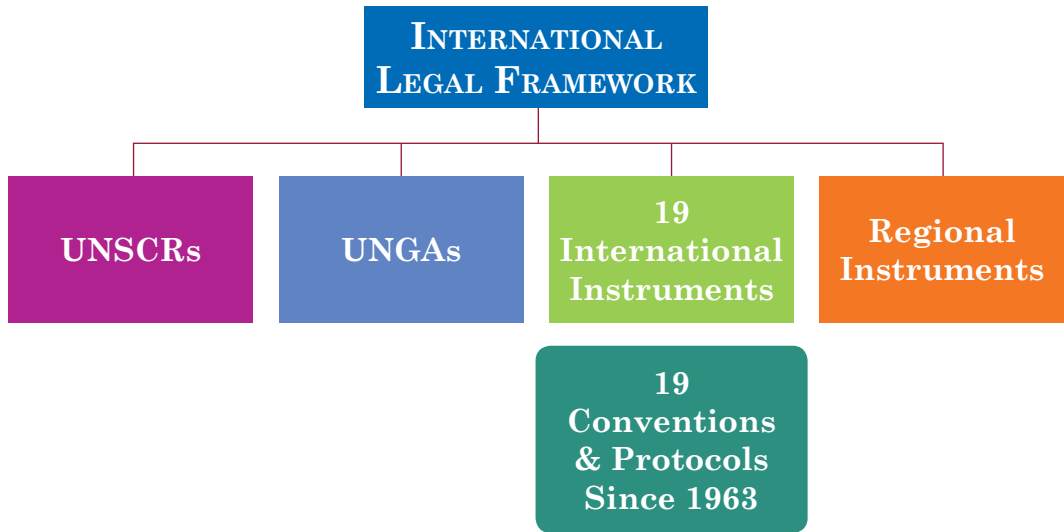 INTERNATIONAL
LEGAL FRAMEWORK
UNSCRs
UNGAs
19
International
Instruments
Regional
Instruments
19
Conventions
& Protocols
Since 1963